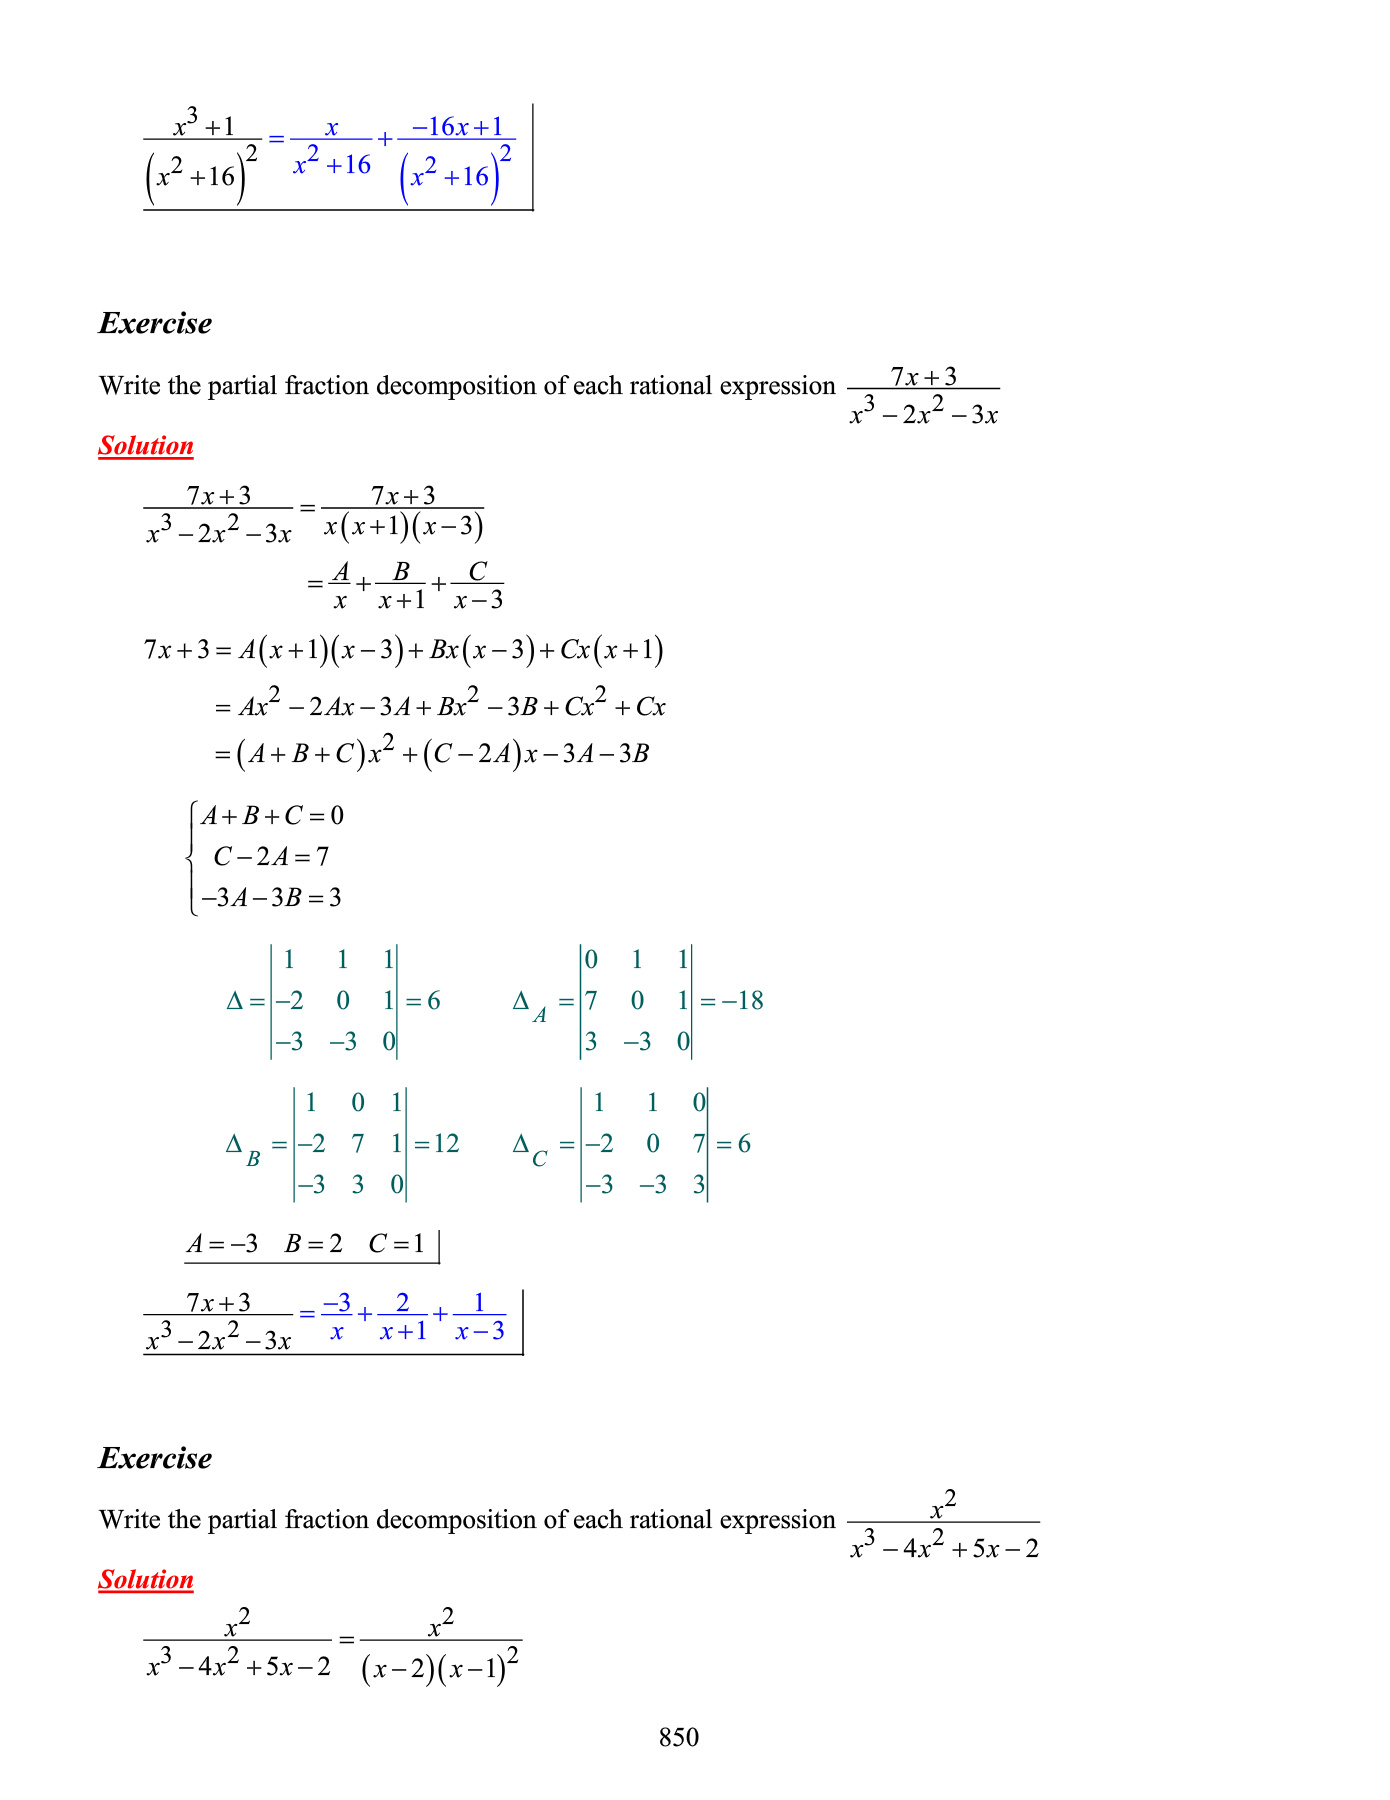 \frac{x^3+1}{(x^2+16)^2} = \frac{x}{x^2+16} + \frac{-16x+1}{(x^2+16)^2}
Exercise
Write the partial fraction decomposition of each rational expression \frac{7x+3}{x^3-2x^2-3x}
Solution
\frac{7x+3}{x^3-2x^2-3x} = \frac{7x+3}{x(x+1)(x-3)}
= \frac{A}{x} + \frac{B}{x+1} + \frac{C}{x-3}
7x+3 = A(x+1)(x-3) + Bx(x-3) + Cx(x+1)
= Ax^2 - 2Ax - 3A + Bx^2 - 3B + Cx^2 + Cx
= (A+B+C)x^2 + (C-2A)x - 3A - 3B
\begin{cases} A+B+C=0 \\ C-2A=7 \\ -3A-3B=3 \end{cases}
\Delta = \begin{vmatrix} 1 & 1 & 1 \\ -2 & 0 & 1 \\ -3 & -3 & 0 \end{vmatrix} = 6 \quad \Delta_A = \begin{vmatrix} 0 & 1 & 1 \\ 7 & 0 & 1 \\ 3 & -3 & 0 \end{vmatrix} = -18
\Delta_B = \begin{vmatrix} 1 & 0 & 1 \\ -2 & 7 & 1 \\ -3 & 3 & 0 \end{vmatrix} = 12 \quad \Delta_C = \begin{vmatrix} 1 & 1 & 0 \\ -2 & 0 & 7 \\ -3 & -3 & 3 \end{vmatrix} = 6
A = -3 \quad B = 2 \quad C = 1
\frac{7x+3}{x^3-2x^2-3x} = \frac{-3}{x} + \frac{2}{x+1} + \frac{1}{x-3}
Exercise
Write the partial fraction decomposition of each rational expression \frac{x^2}{x^3-4x^2+5x-2}
Solution
\frac{x^2}{x^3-4x^2+5x-2} = \frac{x^2}{(x-2)(x-1)^2}
850